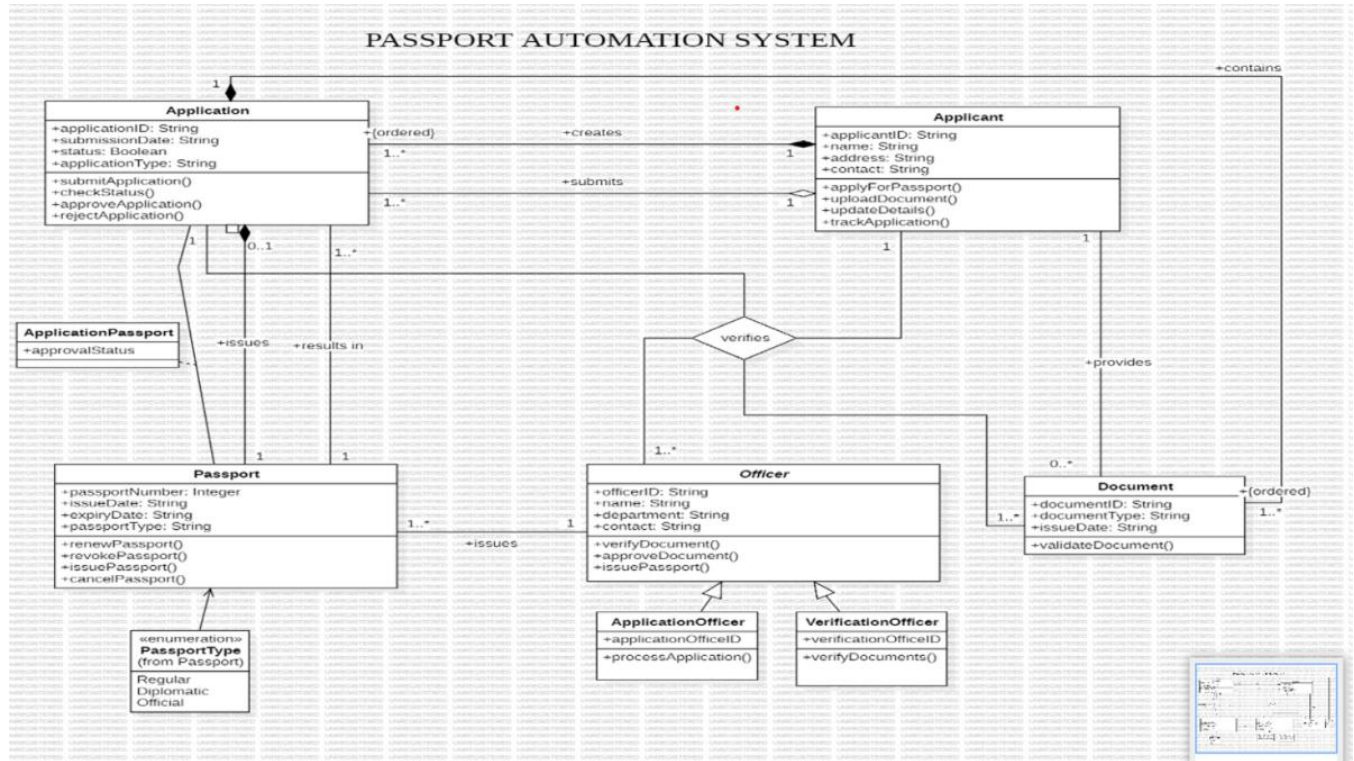 PASSPORT AUTOMATION SYSTEM
+contains
1
Application
+applicationID: String
+submissionDate: String
+status: Boolean
+applicationType: String
+submitApplication()
+checkStatus()
+approveApplication()
+rejectApplication()
+{ordered}
1..*
+creates
1
+submits
1..*
1
Applicant
+applicantID: String
+name: String
+address: String
+contact: String
+applyForPassport()
+uploadDocument()
+updateDetails()
+trackApplication()
1
0..1
1..*
1
1
ApplicationPassport
+approvalStatus
+issues
+results in
verifies
+provides
1
1
1..*
0..*
Passport
+passportNumber: Integer
+issueDate: String
+expiryDate: String
+passportType: String
+renewPassport()
+revokePassport()
+issuePassport()
+cancelPassport()
1..*
1
+issues
Officer
+officerID: String
+name: String
+department: String
+contact: String
+verifyDocument()
+approveDocument()
+issuePassport()
Document
+documentID: String
+documentType: String
+issueDate: String
+validateDocument()
+{ordered}
1..*
1..*
«enumeration»
PassportType
(from Passport)
Regular
Diplomatic
Official
ApplicationOfficer
+applicationOfficeID
+processApplication()
VerificationOfficer
+verificationOfficeID
+verifyDocuments()